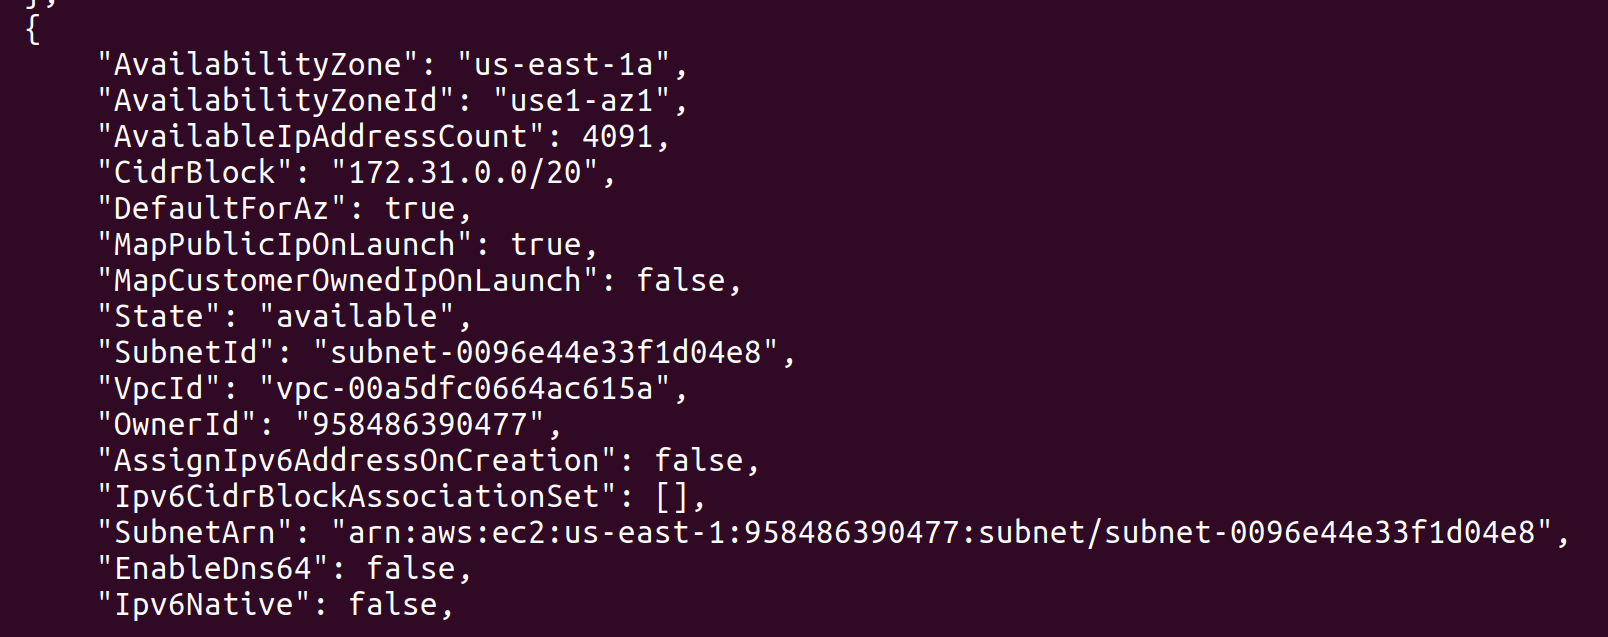 },
{
"AvailabilityZone": "us-east-1a",
"AvailabilityZoneId": "use1-az1",
"AvailableIpAddressCount": 4091,
"CidrBlock": "172.31.0.0/20",
"DefaultForAz": true,
"MapPublicIpOnLaunch": true,
"MapCustomerOwnedIpOnLaunch": false,
"State": "available",
"SubnetId": "subnet-0096e44e33f1d04e8",
"VpcId": "vpc-00a5dfc0664ac615a",
"OwnerId": "958486390477",
"AssignIpv6AddressOnCreation": false,
"Ipv6CidrBlockAssociationSet": [],
"SubnetArn": "arn:aws:ec2:us-east-1:958486390477:subnet/subnet-0096e44e33f1d04e8",
"EnableDns64": false,
"Ipv6Native": false,